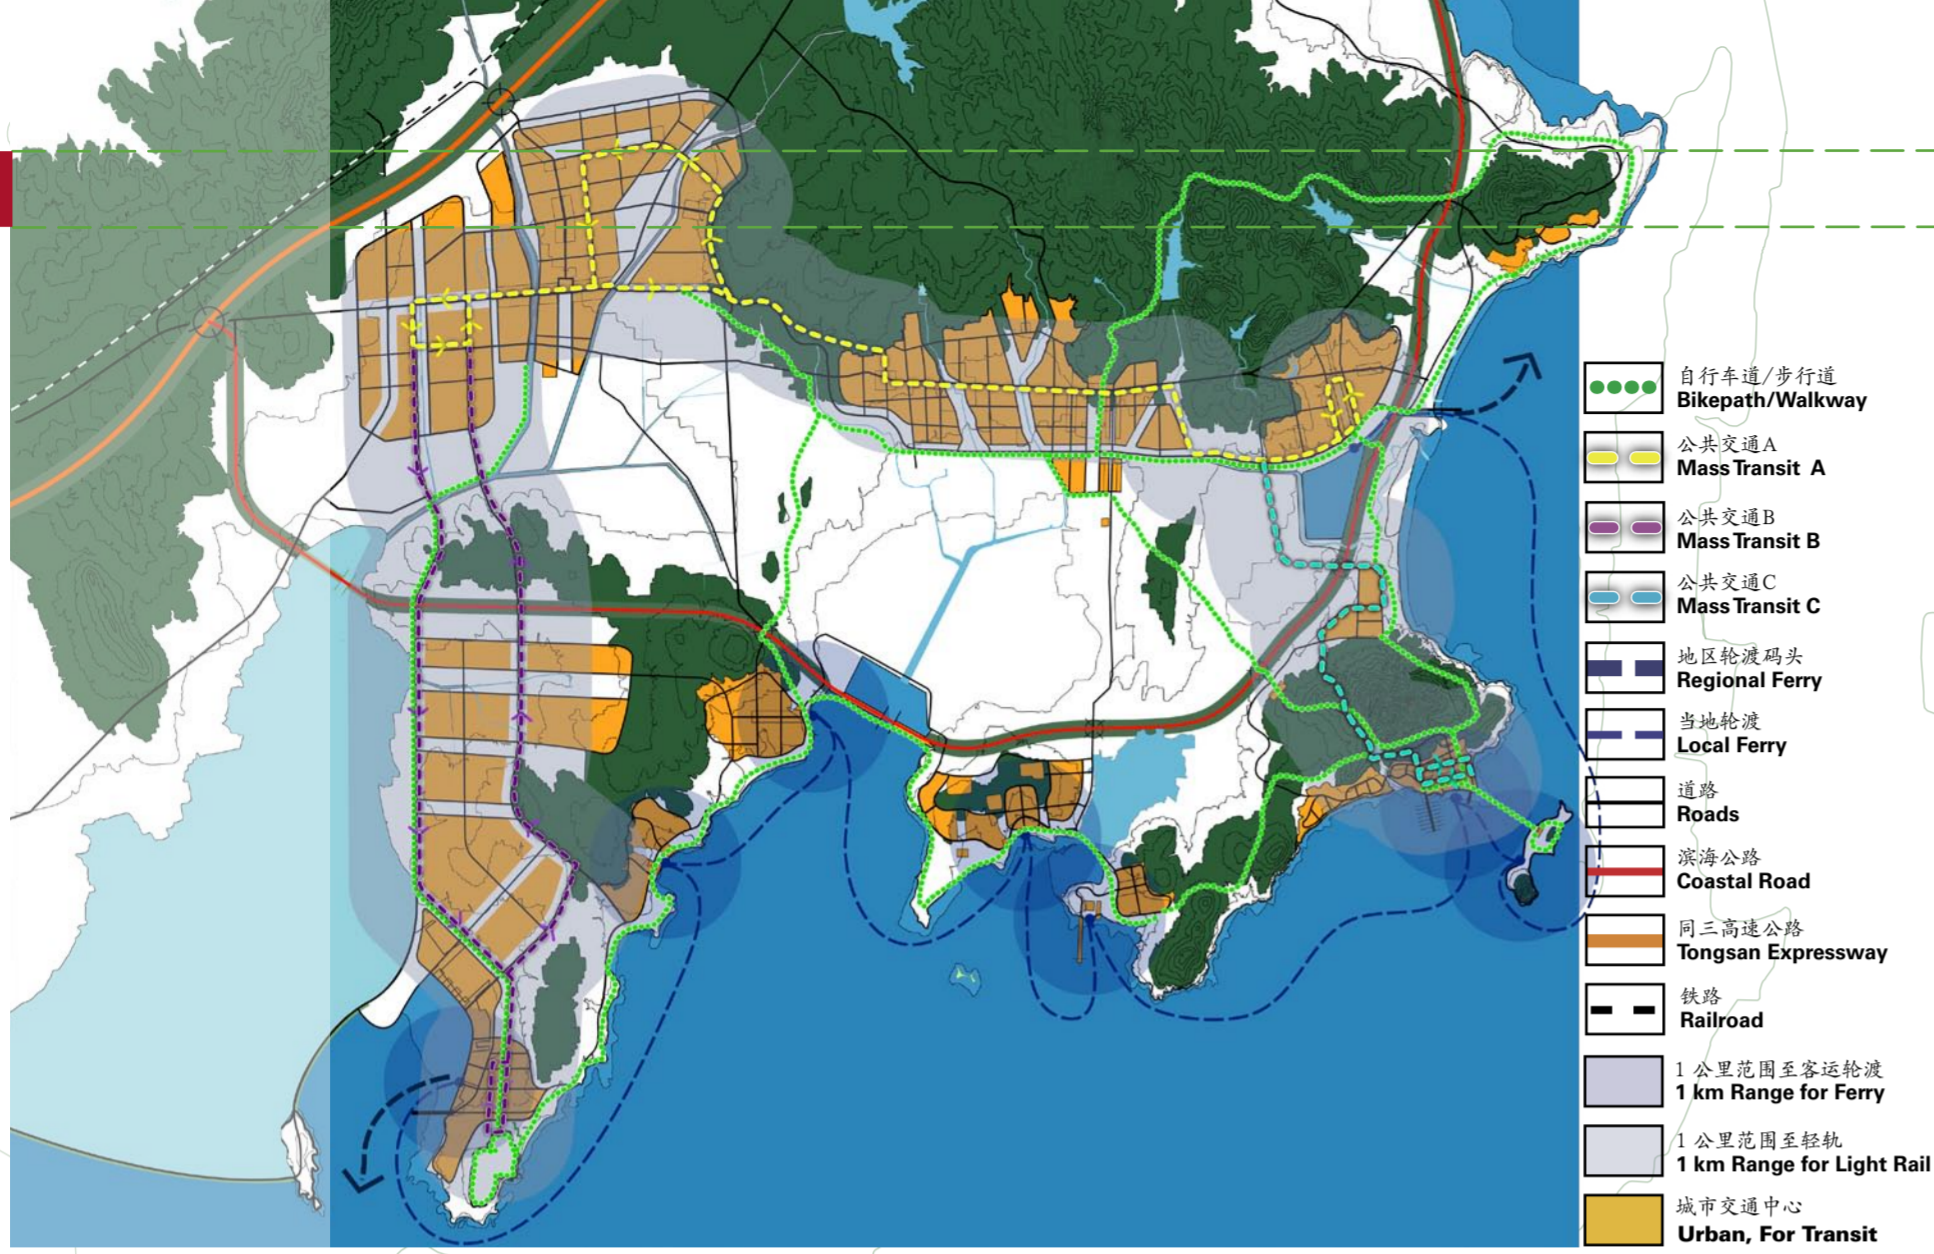 自行车道/步行道
Bikepath/Walkway
公共交通A
Mass Transit A
公共交通B
Mass Transit B
公共交通C
Mass Transit C
地区轮渡码头
Regional Ferry
当地轮渡
Local Ferry
道路
Roads
滨海公路
Coastal Road
同三高速公路
Tongsan Expressway
铁路
Railroad
1 公里范围至客运轮渡
1 km Range for Ferry
1 公里范围至轻轨
1 km Range for Light Rail
城市交通中心
Urban, For Transit